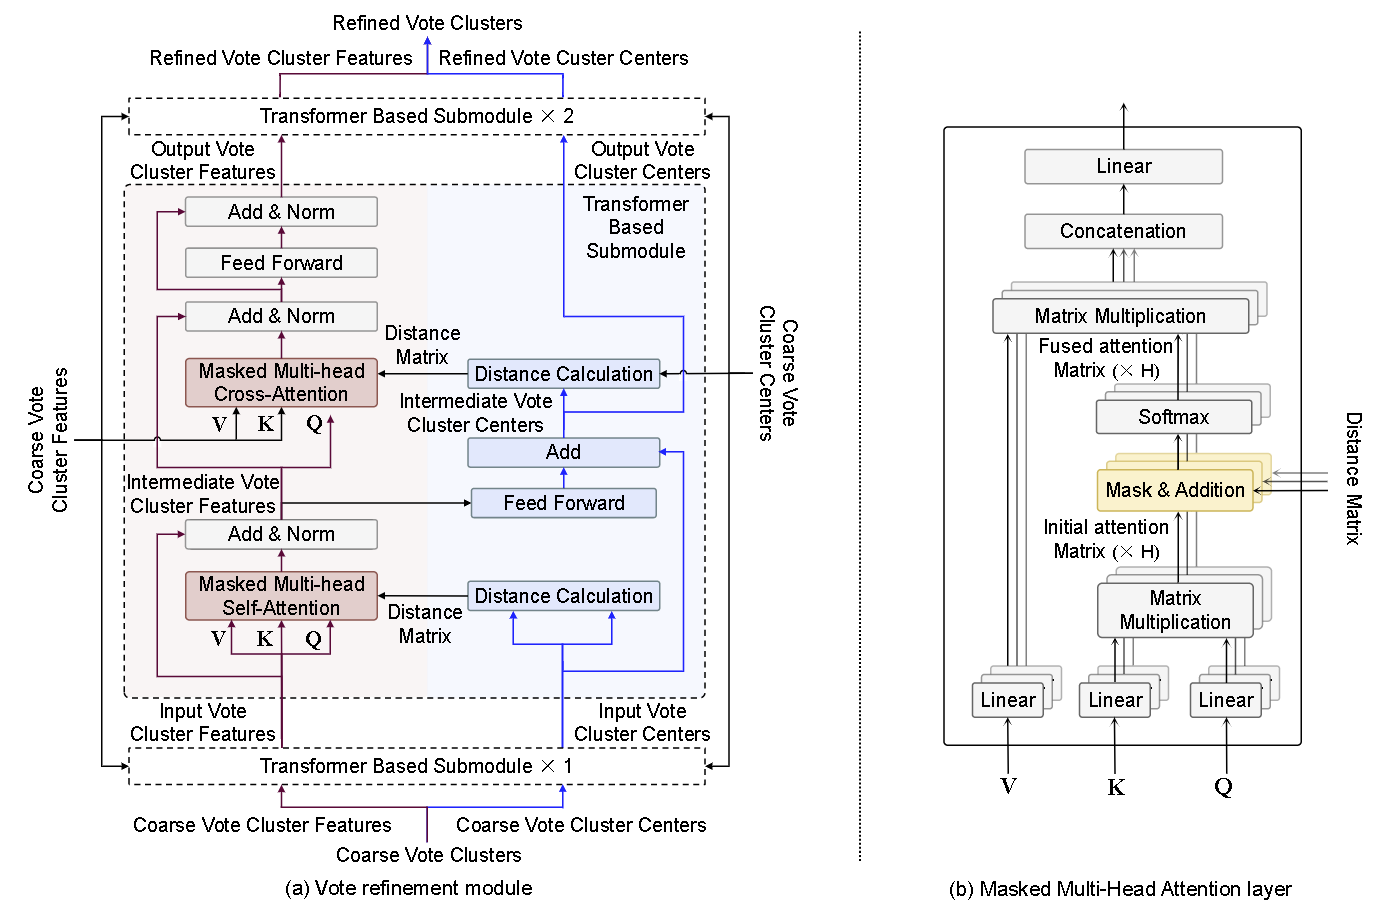 Refined Vote Clusters
Refined Vote Cluster Features
Refined Vote Custer Centers
Transformer Based Submodule × 2
Output Vote
Cluster Features
Output Vote
Cluster Centers
Transformer
Based
Submodule
Add & Norm
Feed Forward
Add & Norm
Distance
Matrix
Masked Multi-head
Cross-Attention
Distance Calculation
V K Q
Intermediate Vote
Cluster Centers
Coarse Vote
Cluster Features
Coarse Vote
Cluster Centers
Add
Intermediate Vote
Cluster Features
Feed Forward
Add & Norm
Masked Multi-head
Self-Attention
Distance
Matrix
Distance Calculation
V K Q
Input Vote
Cluster Features
Input Vote
Cluster Centers
Transformer Based Submodule × 1
Coarse Vote Cluster Features
Coarse Vote Cluster Centers
Coarse Vote Clusters
(a) Vote refinement module
Linear
Concatenation
Matrix Multiplication
Fused attention
Matrix (× H)
Softmax
Mask & Addition
Distance Matrix
Initial attention
Matrix (× H)
Matrix
Multiplication
Linear
Linear
Linear
V
K
Q
(b) Masked Multi-Head Attention layer